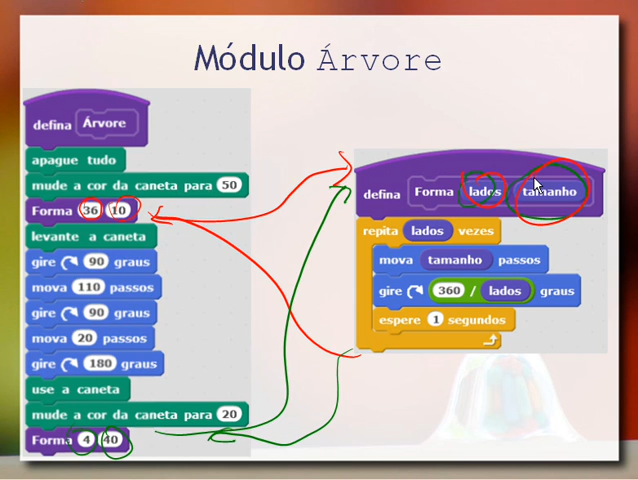 Módulo Árvore
defina Árvore
apague tudo
mude a cor da caneta para 50
Forma 36 10
levante a caneta
gire 90 graus
mova 110 passos
gire 90 graus
mova 20 passos
gire 180 graus
use a caneta
mude a cor da caneta para 20
Forma 4 40
defina Forma lados tamanho
repita lados vezes
mova tamanho passos
gire 360 / lados graus
espere 1 segundos